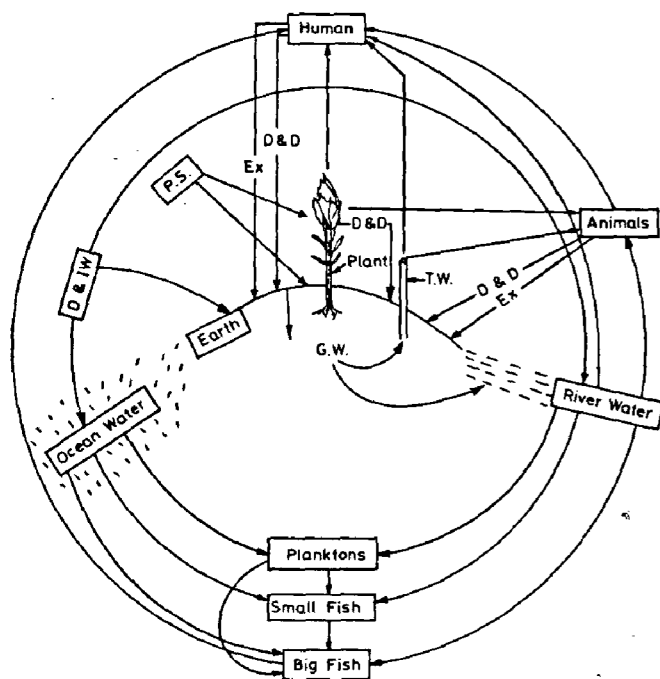 Human
D & D
Ex
P.S.
D & D
Animals
Plant
T.W.
D & D
Ex
D & IW
Earth
G.W.
Ocean Water
River Water
Planktons
Small Fish
Big Fish